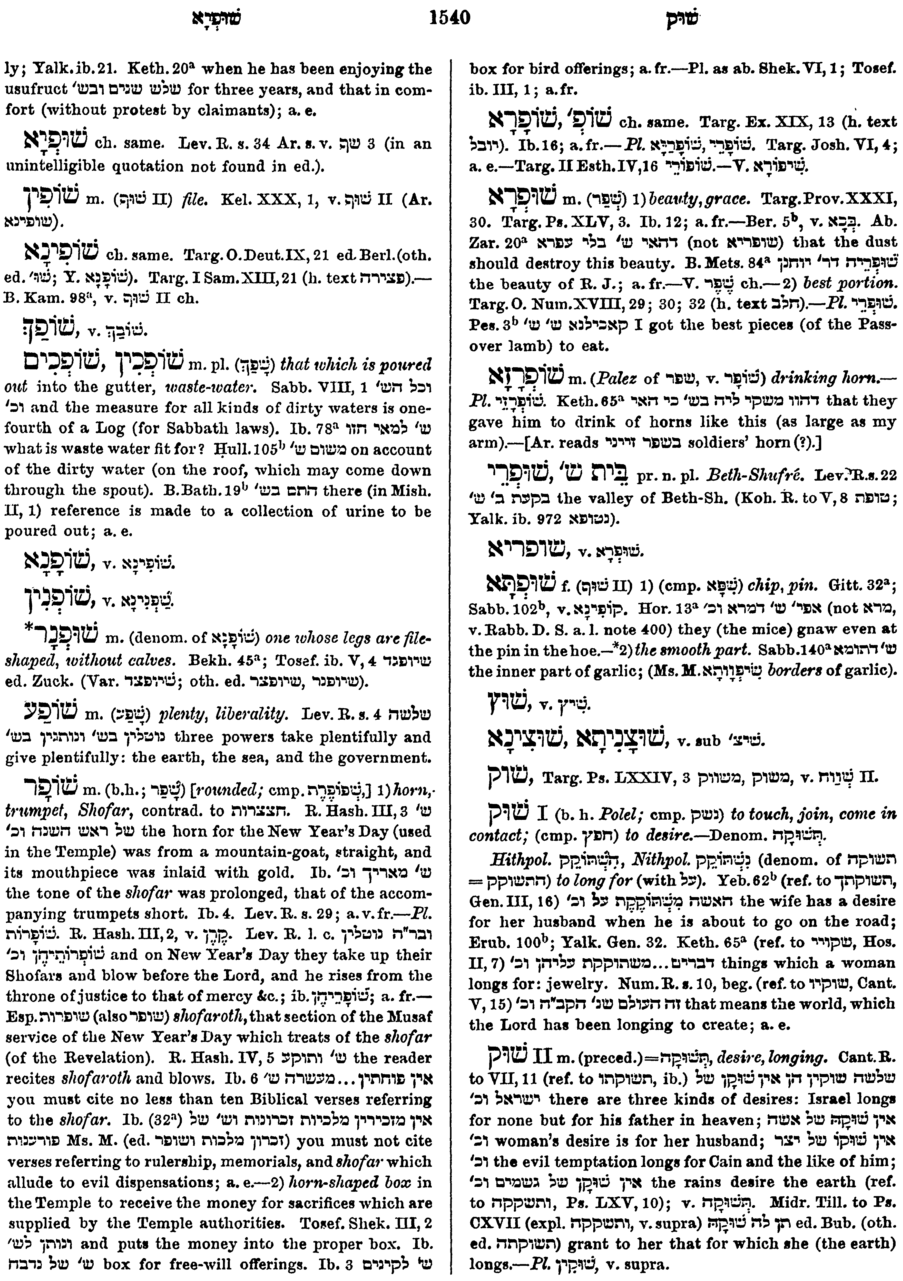 שׁוּפְרָא 1540 שׁוּק
ly; Yalk. ib. 21. Keth. 20ᵃ when he has been enjoying the
usufruct שלש שנים ובש' for three years, and that in com-
fort (without protest by claimants); a. e.
שׁוּפְיָא ch. same. Lev. R. s. 34 Ar. s. v. שף 3 (in an
unintelligible quotation not found in ed.).
שׁוֹפִין m. (שׁוּף II) file. Kel. XXX, 1, v. שׁוּף II (Ar.
שופינא).
שׁוֹפִינָא ch. same. Targ. O. Deut. IX, 21 ed. Berl. (oth.
ed. שׁוּ'; Y. שׁוֹפָנָא). Targ. I Sam. XIII, 21 (h. text פצירה).—
B. Kam. 98ᵃ, v. שׁוּף II ch.
שׁוֹפָךְ, v. שׁוֹבָךְ.
שׁוֹפְכִין, שׁוֹפְכִים m. pl. (שָׁפַךְ) that which is poured
out into the gutter, waste-water. Sabb. VIII, 1 וכל הש'
וכ' and the measure for all kinds of dirty waters is one-
fourth of a Log (for Sabbath laws). Ib. 78ᵃ ש' למאי חזו
what is waste water fit for? Ḥull. 105ᵇ משום ש' on account
of the dirty water (on the roof, which may come down
through the spout). B. Bath. 19ᵇ התם בש' there (in Mish.
II, 1) reference is made to a collection of urine to be
poured out; a. e.
שׁוֹפָנָא, v. שׁוֹפִינָא.
שׁוֹפְנִין, v. שֻׁפְנִינָא.
שׁוֹפְנָר* m. (denom. of שׁוֹפָנָא) one whose legs are file-
shaped, without calves. Bekh. 45ᵃ; Tosef. ib. V, 4 שיופנד
ed. Zuck. (Var. שיופצד; oth. ed. שיופנר, שיופצר).
שׁוֹפַע m. (שָׁפַע) plenty, liberality. Lev. R. s. 4 שלשה
נוטלין בש' ונותנין בש' three powers take plentifully and
give plentifully: the earth, the sea, and the government.
שׁוֹפָר m. (b. h.; שָׁפַר) [rounded; cmp. שְׁפוֹפֶרֶת,] 1) horn,
trumpet, Shofar, contrad. to חצצרות. R. Hash. III, 3 ש'
של ראש השנה וכ' the horn for the New Year's Day (used
in the Temple) was from a mountain-goat, straight, and
its mouthpiece was inlaid with gold. Ib. ש' מאריך וכ'
the tone of the shofar was prolonged, that of the accom-
panying trumpets short. Ib. 4. Lev. R. s. 29; a. v. fr.—Pl.
שׁוֹפָרוֹת. R. Hash. III, 2, v. קֶרֶן. Lev. R. l. c. ובר"ה נוטלין
שׁוֹפְרוֹתֵיהֶן וכ' and on New Year's Day they take up their
Shofars and blow before the Lord, and he rises from the
throne of justice to that of mercy &c.; ib. שׁוֹפָרֵיהֶן; a. fr.—
Esp. שופרות (also שופר) shofaroth, that section of the Musaf
service of the New Year's Day which treats of the shofar
(of the Revelation). R. Hash. IV, 5 ש' ותוקע the reader
recites shofaroth and blows. Ib. 6 אין פוחתין... מעשרה ש'
you must cite no less than ten Biblical verses referring
to the shofar. Ib. (32ᵃ) אין מזכירין מלכיות זכרונות וש' של
פורענות Ms. M. (ed. זכרון מלכות ושופר) you must not cite
verses referring to rulership, memorials, and shofar which
allude to evil dispensations; a. e.—2) horn-shaped box in
the Temple to receive the money for sacrifices which are
supplied by the Temple authorities. Tosef. Shek. III, 2
ונותן לש' and puts the money into the proper box. Ib.
ש' של נדבה box for free-will offerings. Ib. 3 ש' לקינים
box for bird offerings; a. fr.—Pl. as ab. Shek. VI, 1; Tosef.
ib. III, 1; a. fr.
שׁוֹפָרָא, שׁוֹפְ' ch. same. Targ. Ex. XIX, 13 (h. text
יובל). Ib. 16; a. fr.—Pl. שׁוֹפָרֵי, שׁוֹפָרַיָּא. Targ. Josh. VI, 4;
a. e.—Targ. II Esth. IV, 16 שׁוֹפוֹרֵי.—V. שִׁיפּוֹרָא.
שׁוּפְרָא m. (שְׁפַר) 1) beauty, grace. Targ. Prov. XXXI,
30. Targ. Ps. XLV, 3. Ib. 12; a. fr.—Ber. 5ᵇ, v. בְּכָא. Ab.
Zar. 20ᵃ דהאי ש' בלי עפרא (not שופריא) that the dust
should destroy this beauty. B. Mets. 84ᵃ שׁוּפְרֵיהּ דר' יוחנן
the beauty of R. J.; a. fr.—V. שְׁפַר ch.—2) best portion.
Targ. O. Num. XVIII, 29; 30; 32 (h. text חלב).—Pl. שׁוּפְרֵי.
Pes. 3ᵇ קאכילנא ש' ש' I got the best pieces (of the Pass-
over lamb) to eat.
שׁוֹפְרָזָא m. (Palez of שפר, v. שׁוֹפָר) drinking horn.—
Pl. שׁוֹפְרָזֵי. Keth. 65ᵃ דהוו משקי ליה בש' כי האי that they
gave him to drink of horns like this (as large as my
arm).—[Ar. reads בשפר זייני soldiers' horn (?).]
בֵּית שׁ', שׁוּפְרֵי pr. n. pl. Beth-Shufré. Lev. R. s. 22
בקעת ב' ש' the valley of Beth-Sh. (Koh. R. to V, 8 טופת;
Yalk. ib. 972 נטופא).
שופריא, v. שׁוּפְרָא.
שׁוֹפְתָּא f. (שׁוּף II) 1) (cmp. שָׁפָא) chip, pin. Gitt. 32ᵃ;
Sabb. 102ᵇ, v. קוֹפִינָא. Hor. 13ᵃ אפי' ש' דמרא וכ' (not מרא,
v. Rabb. D. S. a. l. note 400) they (the mice) gnaw even at
the pin in the hoe.—*2) the smooth part. Sabb. 140ᵃ ש' דתומא
the inner part of garlic; (Ms. M. שִׂיפְוָותָא borders of garlic).
שׁוּץ, v. שִׁיץ.
שׁוּצָנִיתָא, שׁוּצִינָא, v. sub שִׁיצ'.
שׁוּק, Targ. Ps. LXXIV, 3 משוק, משווק, v. שְׁוַח II.
שׁוּק I (b. h. Polel; cmp. נשק) to touch, join, come in
contact; (cmp. חפץ) to desire.—Denom. תְּשׁוּקָה.
Hithpol. הִשְׁתּוֹקֵק, Nithpol. נִשְׁתּוֹקֵק (denom. of תשוקה
= התשוקק) to long for (with על). Yeb. 62ᵇ (ref. to תשוקתך,
Gen. III, 16) האשה מִשְׁתּוֹקֶקֶת על וכ' the wife has a desire
for her husband when he is about to go on the road;
Erub. 100ᵇ; Yalk. Gen. 32. Keth. 65ᵃ (ref. to שקויי, Hos.
II, 7) דברים... משתוקקת עליהן וכ' things which a woman
longs for: jewelry. Num. R. s. 10, beg. (ref. to שוקיו, Cant.
V, 15) זה העולם שנ' הקב"ה וכ' that means the world, which
the Lord has been longing to create; a. e.
שׁוּק II m. (preced.)=תְּשׁוּקָה, desire, longing. Cant. R.
to VII, 11 (ref. to תשוקתו, ib.) שלשה שוקין הן אין שׁוּקָן של
ישראל וכ' there are three kinds of desires: Israel longs
for none but for his father in heaven; אין שׁוּקָהּ של אשה
וכ' woman's desire is for her husband; אין שׁוּקוֹ של יצר
וכ' the evil temptation longs for Cain and the like of him;
אין שׁוּקָן של גשמים וכ' the rains desire the earth (ref.
to ותשקקה, Ps. LXV, 10); v. תְּשׁוּקָה. Midr. Till. to Ps.
CXVII (expl. ותשקקה, v. supra) תן לה שׁוּקָהּ ed. Bub. (oth.
ed. תשוקתה) grant to her that for which she (the earth)
longs.—Pl. שׁוּקִין, v. supra.